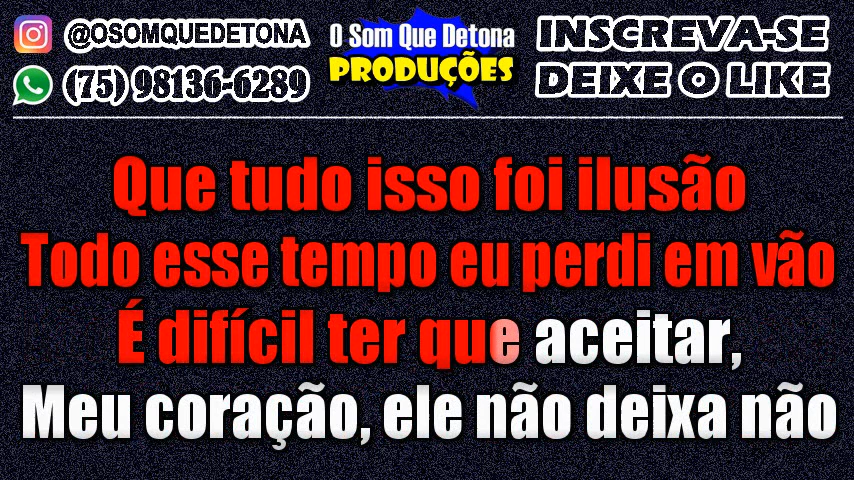 @OSOMQUEDETONA
(75) 98136-6289
O Som Que Detona
PRODUÇÕES
INSCREVA-SE
DEIXE O LIKE
Que tudo isso foi ilusão
Todo esse tempo eu perdi em vão
É difícil ter que aceitar,
Meu coração, ele não deixa não